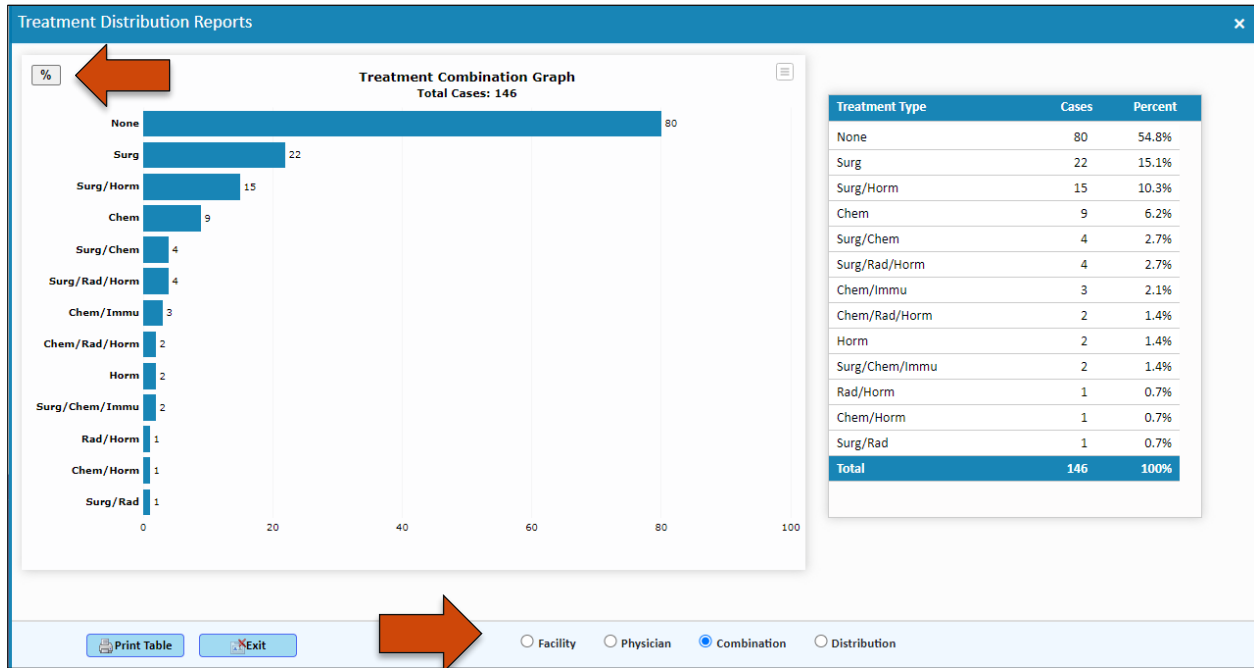 Treatment Distribution Reports ×
%
Treatment Combination Graph
Total Cases: 146
None 80
Surg 22
Surg/Horm 15
Chem 9
Surg/Chem 4
Surg/Rad/Horm 4
Chem/Immu 3
Chem/Rad/Horm 2
Horm 2
Surg/Chem/Immu 2
Rad/Horm 1
Chem/Horm 1
Surg/Rad 1
0 20 40 60 80 100
Treatment Type Cases Percent
None 80 54.8%
Surg 22 15.1%
Surg/Horm 15 10.3%
Chem 9 6.2%
Surg/Chem 4 2.7%
Surg/Rad/Horm 4 2.7%
Chem/Immu 3 2.1%
Chem/Rad/Horm 2 1.4%
Horm 2 1.4%
Surg/Chem/Immu 2 1.4%
Rad/Horm 1 0.7%
Chem/Horm 1 0.7%
Surg/Rad 1 0.7%
Total 146 100%
Print Table Exit Facility Physician Combination Distribution